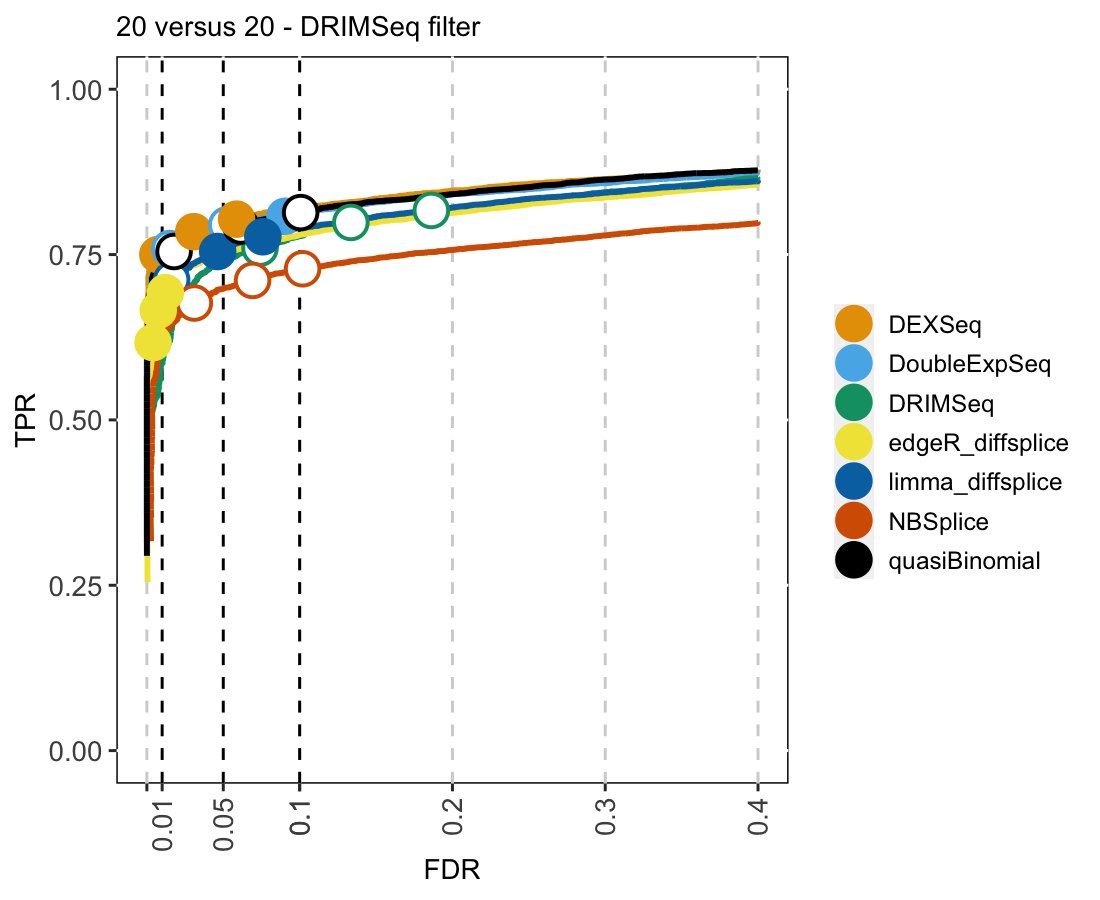 20 versus 20 - DRIMSeq filter
1.00
0.75
0.50
0.25
0.00
TPR
0.01
0.05
0.1
0.2
0.3
0.4
FDR
DEXSeq
DoubleExpSeq
DRIMSeq
edgeR_diffsplice
limma_diffsplice
NBSplice
quasiBinomial